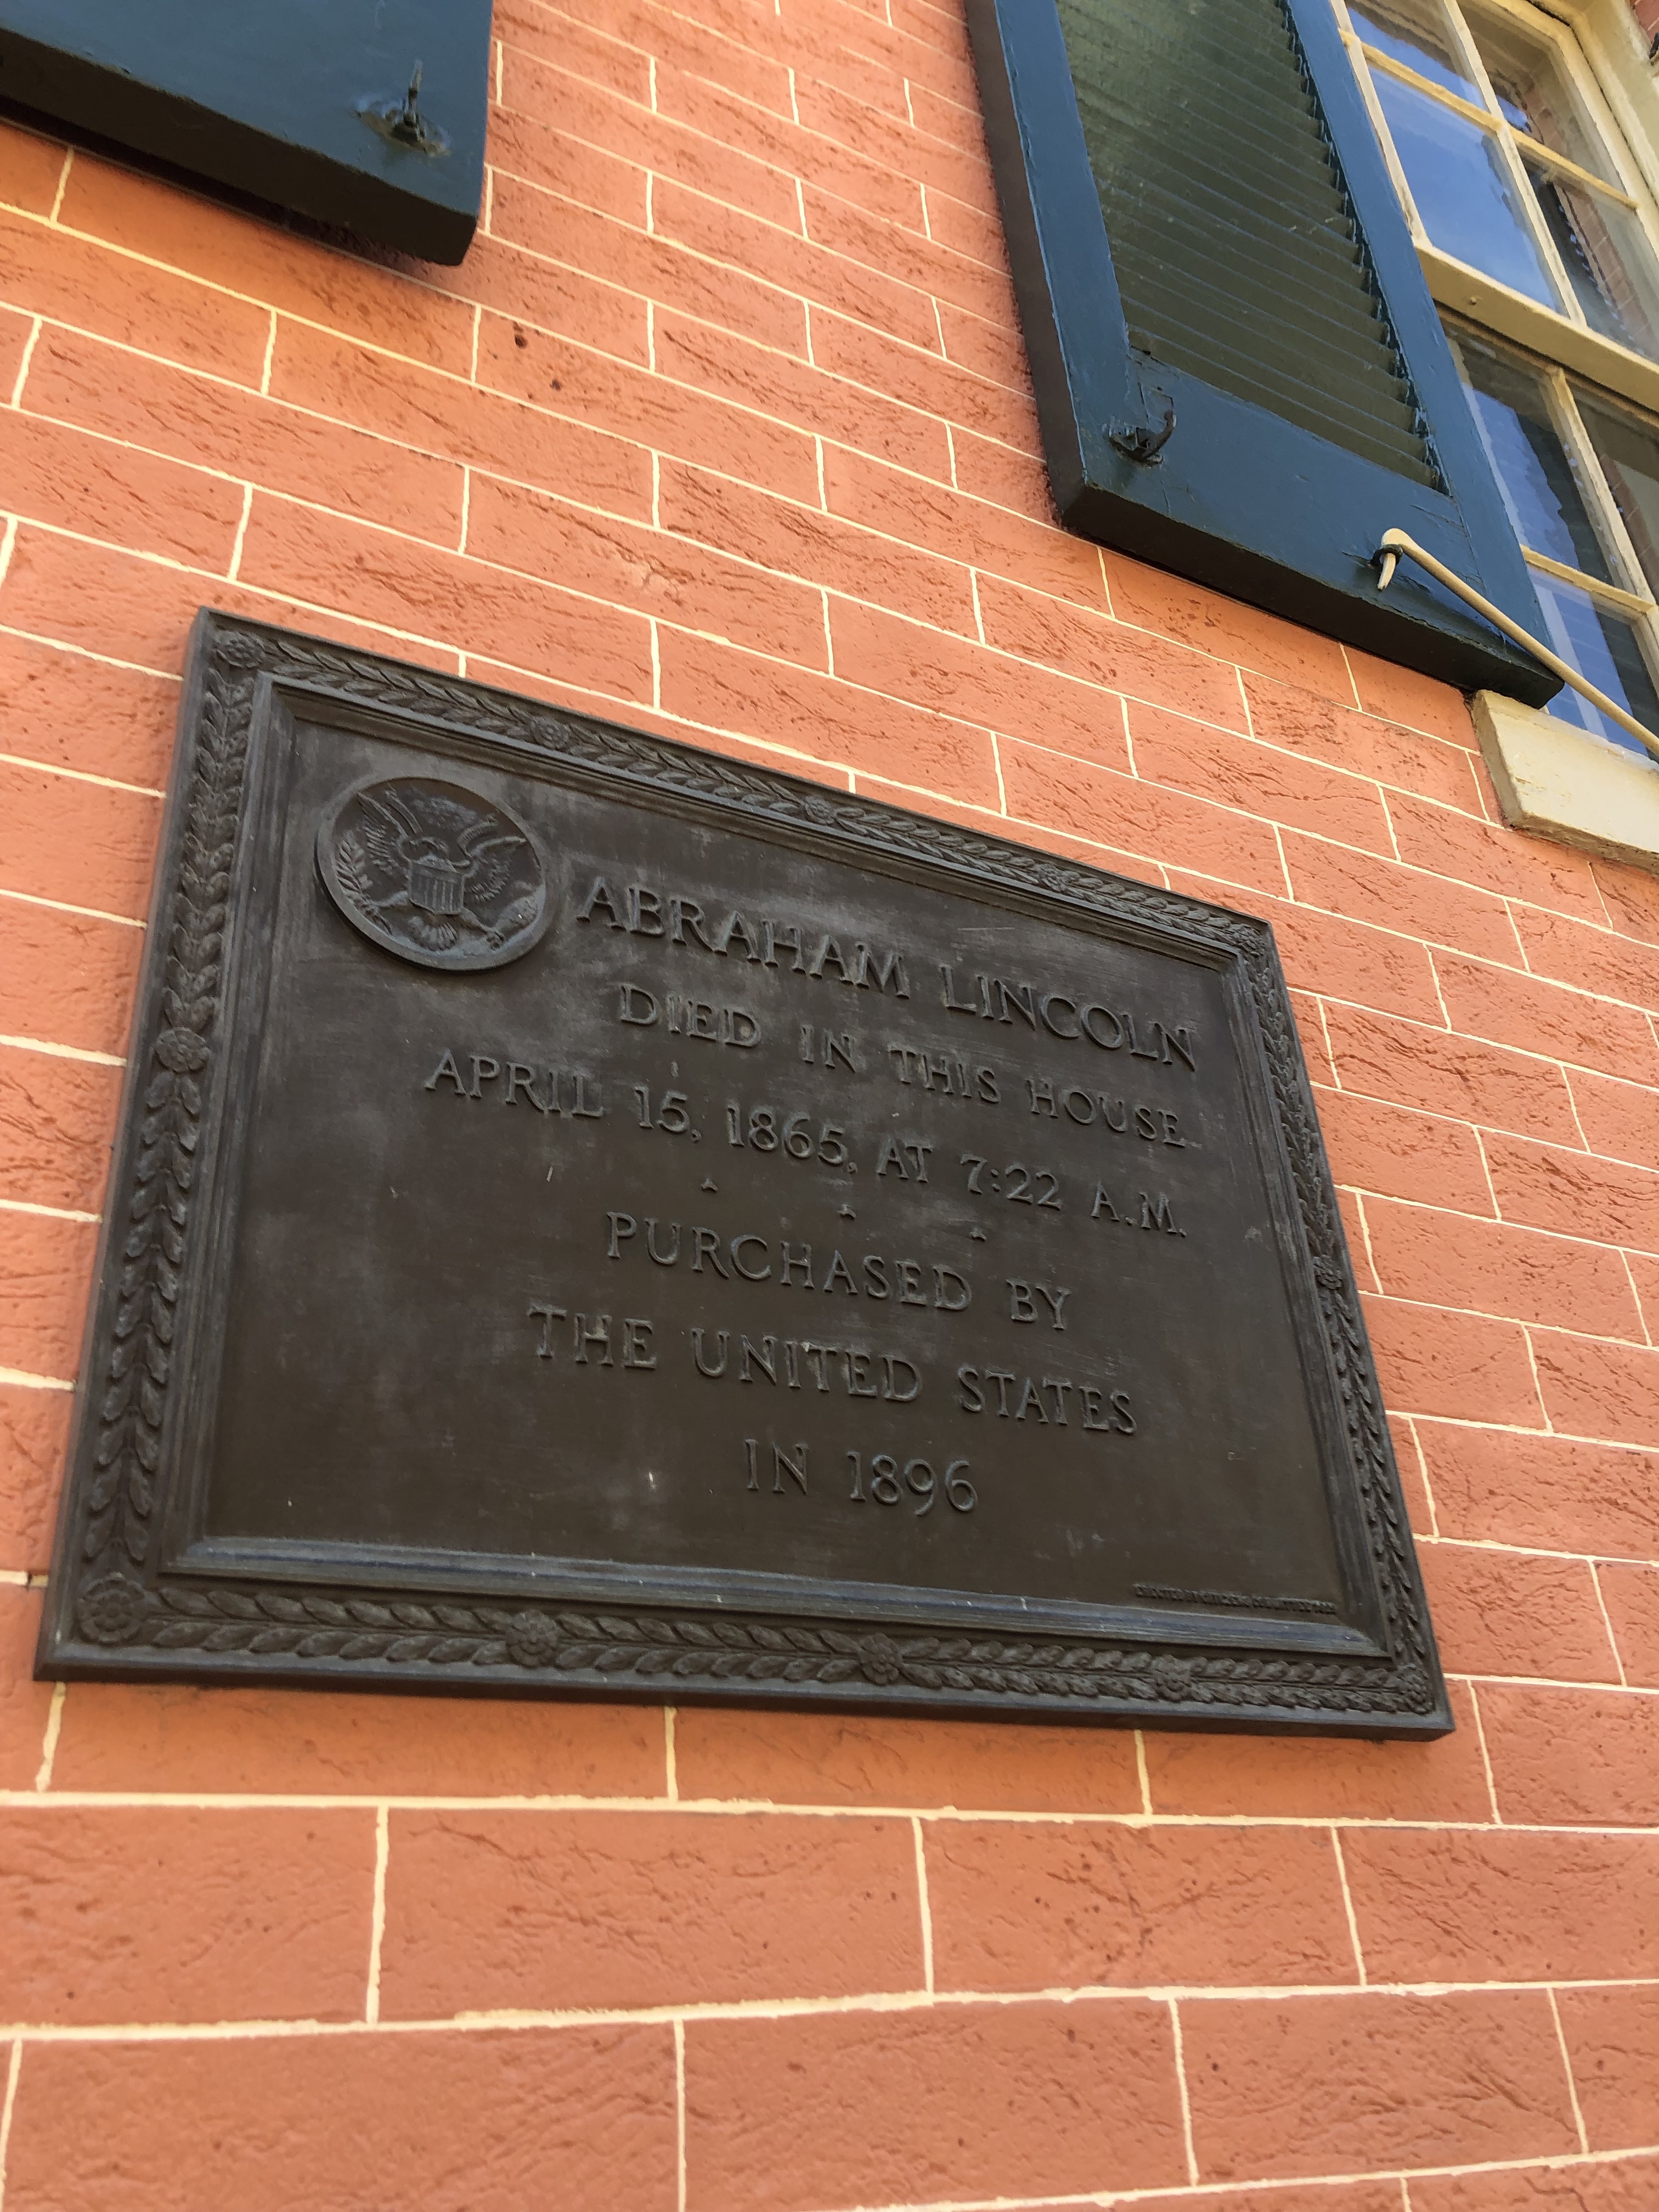 ABRAHAM LINCOLN
DIED IN THIS HOUSE
APRIL 15, 1865, AT 7:22 A.M.
PURCHASED BY
THE UNITED STATES
IN 1896